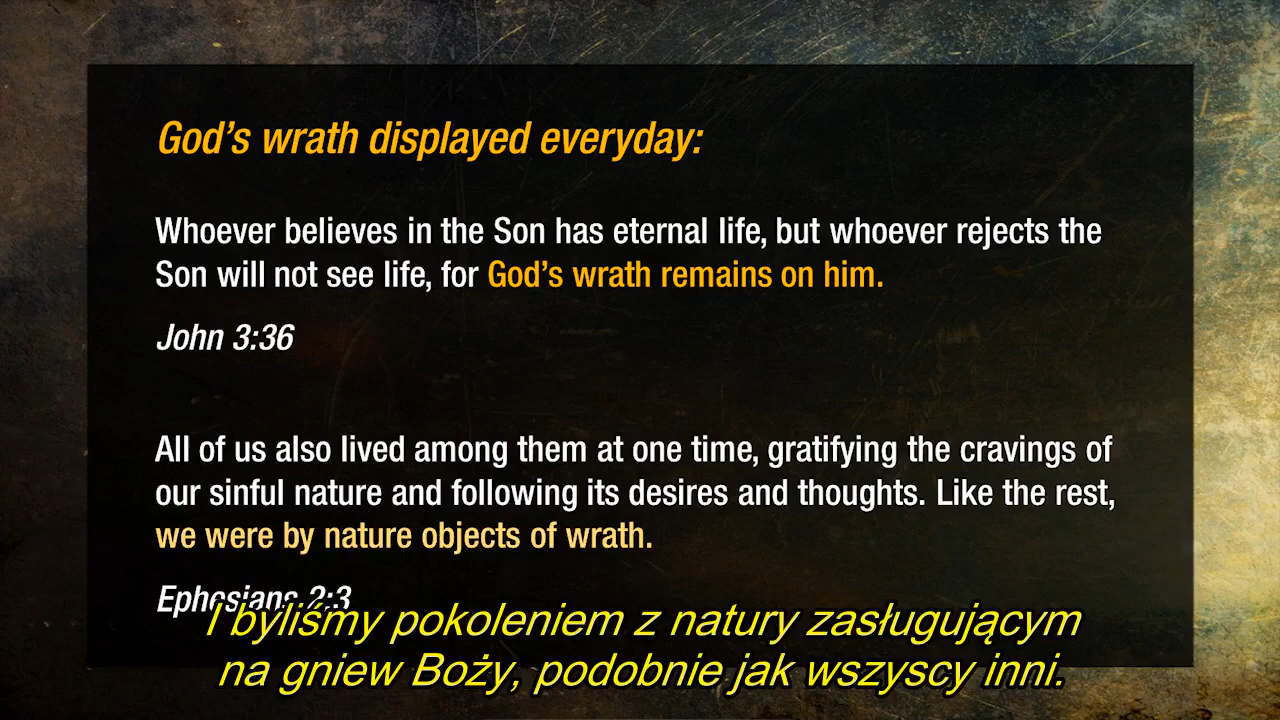 God's wrath displayed everyday:
Whoever believes in the Son has eternal life, but whoever rejects the
Son will not see life, for God's wrath remains on him.
John 3:36
All of us also lived among them at one time, gratifying the cravings of
our sinful nature and following its desires and thoughts. Like the rest,
we were by nature objects of wrath.
Ephesians 2:3
I byliśmy pokoleniem z natury zasługującym
na gniew Boży, podobnie jak wszyscy inni.